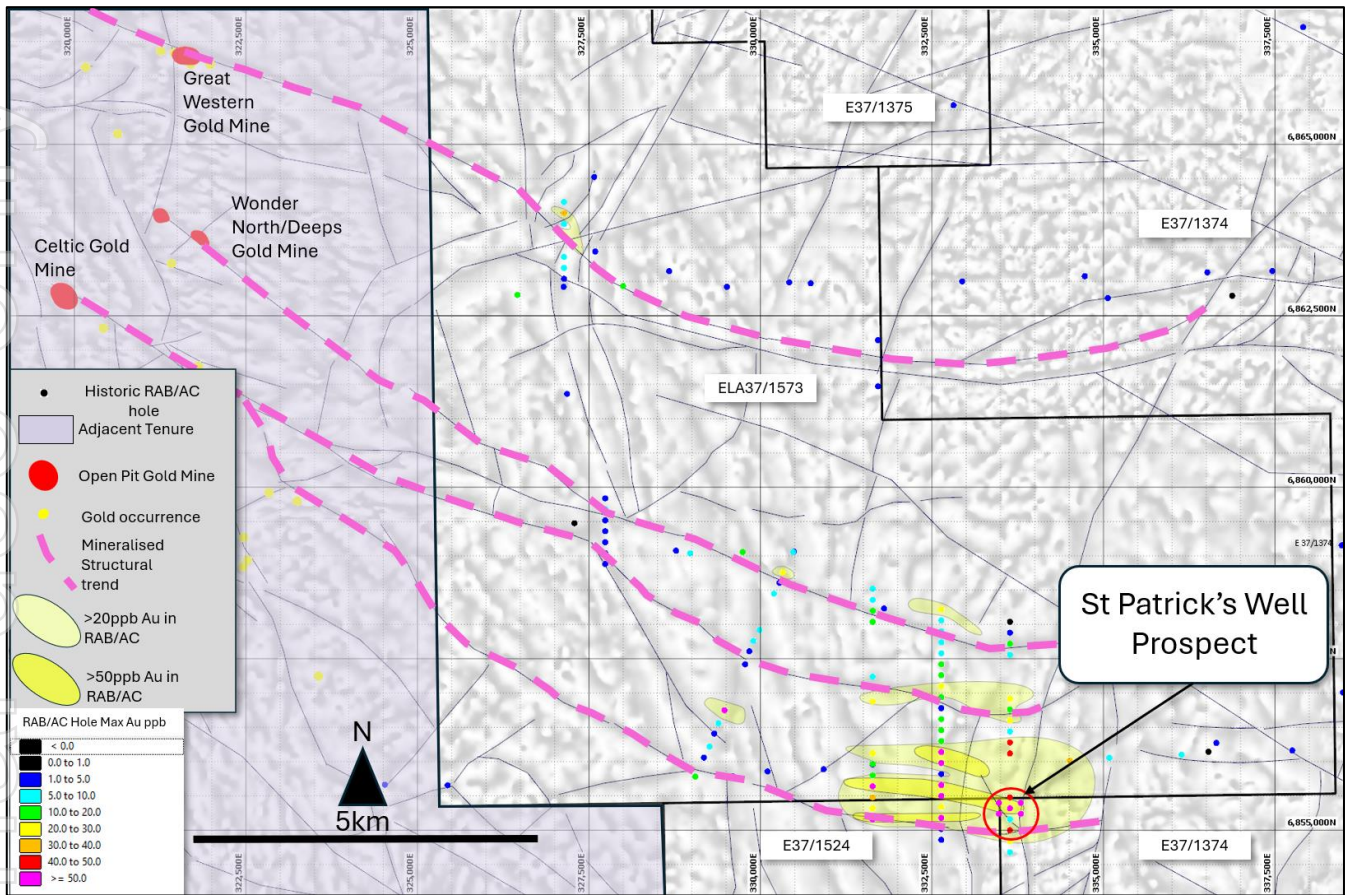 320,000E
322,500E
325,000E
327,500E
330,000E
332,500E
335,000E
337,500E
Great
Western
Gold Mine
E37/1375
6,865,000N
Wonder
North/Deeps
Gold Mine
E37/1374
Celtic Gold
Mine
6,862,500N
ELA37/1573
Historic RAB/AC
hole
Adjacent Tenure
Open Pit Gold Mine
Gold occurrence
Mineralised
Structural
trend
>20ppb Au in
RAB/AC
>50ppb Au in
RAB/AC
6,860,000N
E 37/1374
St Patrick's Well
Prospect
N
RAB/AC Hole Max Au ppb
< 0.0
0.0 to 1.0
1.0 to 5.0
5.0 to 10.0
10.0 to 20.0
20.0 to 30.0
30.0 to 40.0
40.0 to 50.0
>= 50.0
N
5km
6,855,000N
E37/1524
E37/1374
322,500E
325,000E
327,500E
330,000E
332,500E
335,000E
337,500E